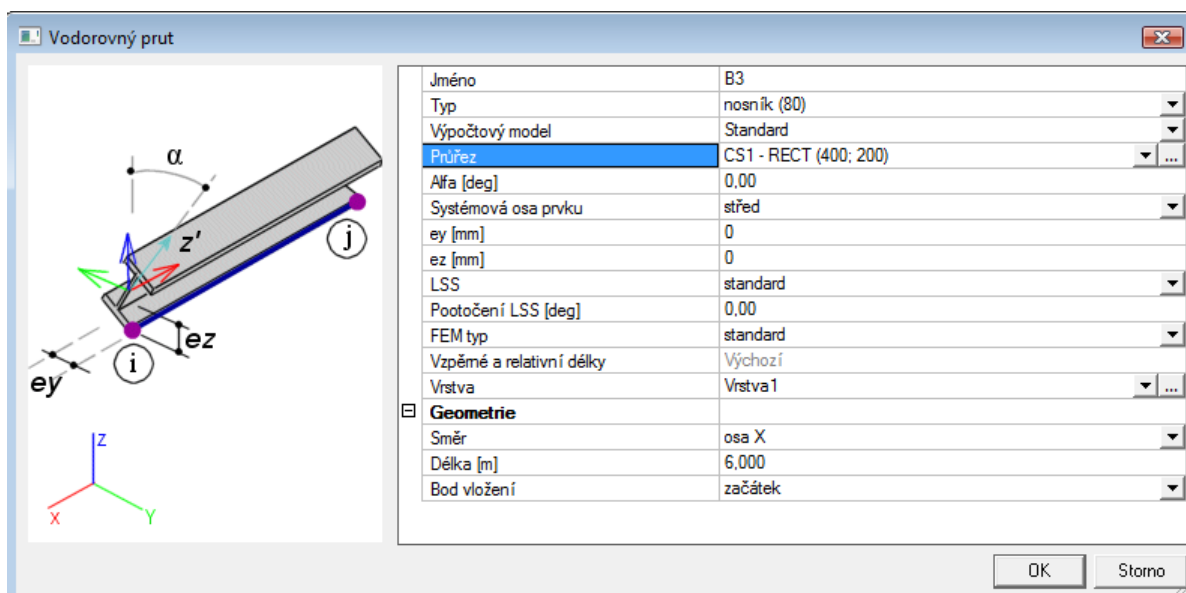 Vodorovný prut
α
z'
j
ez
i
ey
Z
X
Y
Jméno B3
Typ nosník (80)
Výpočtový model Standard
Průřez CS1 - RECT (400; 200)
Alfa [deg] 0,00
Systémová osa prvku střed
ey [mm] 0
ez [mm] 0
LSS standard
Pootočení LSS [deg] 0,00
FEM typ standard
Vzpěrné a relativní délky Výchozí
Vrstva Vrstva1 ...
Geometrie
Směr osa X
Délka [m] 6,000
Bod vložení začátek
OK Storno